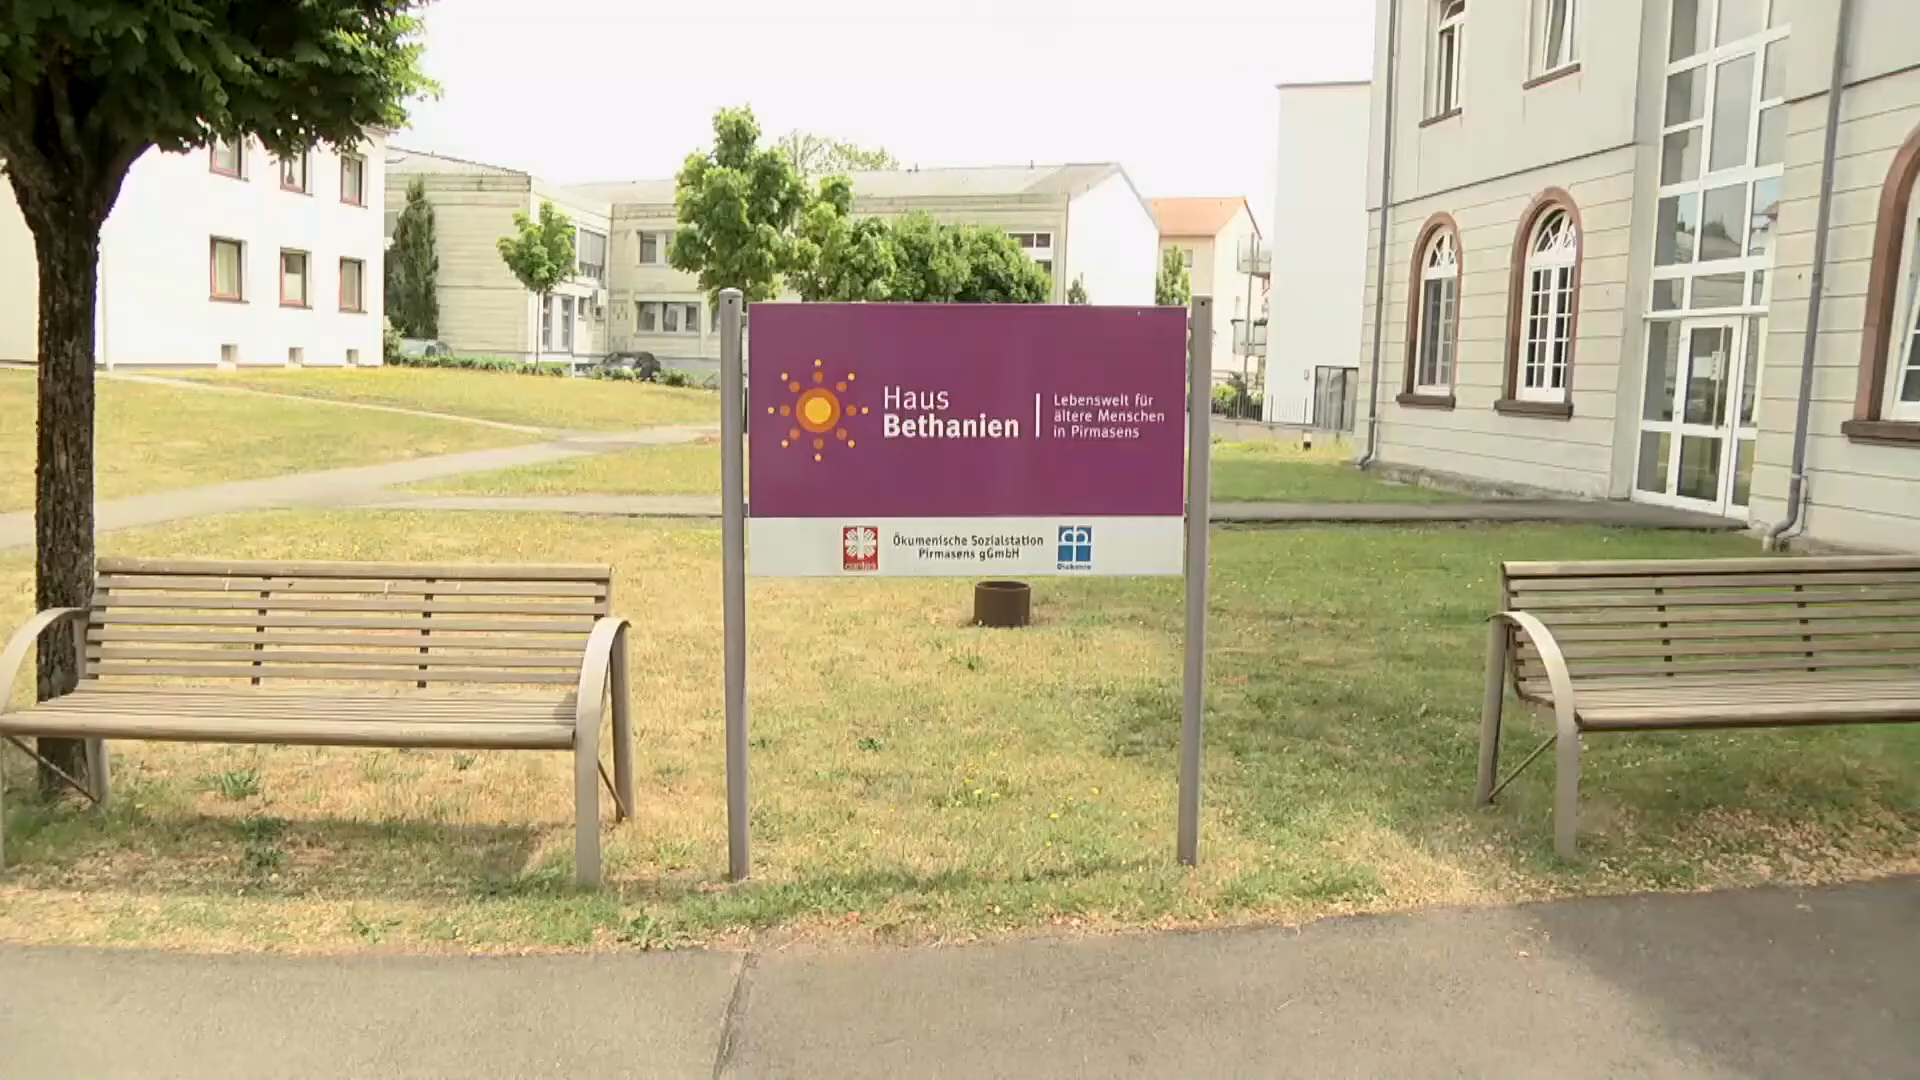 Haus
Bethanien
Lebenswelt für
ältere Menschen
in Pirmasens
caritas
Ökumenische Sozialstation
Pirmasens gGmbH
Diakonie